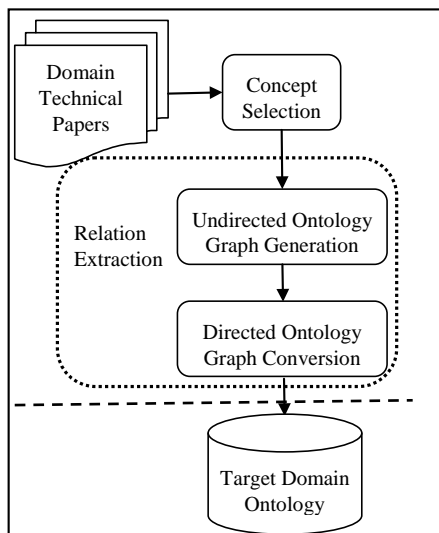 Domain
Technical
Papers
Concept
Selection
Relation
Extraction
Undirected Ontology
Graph Generation
Directed Ontology
Graph Conversion
Target Domain
Ontology